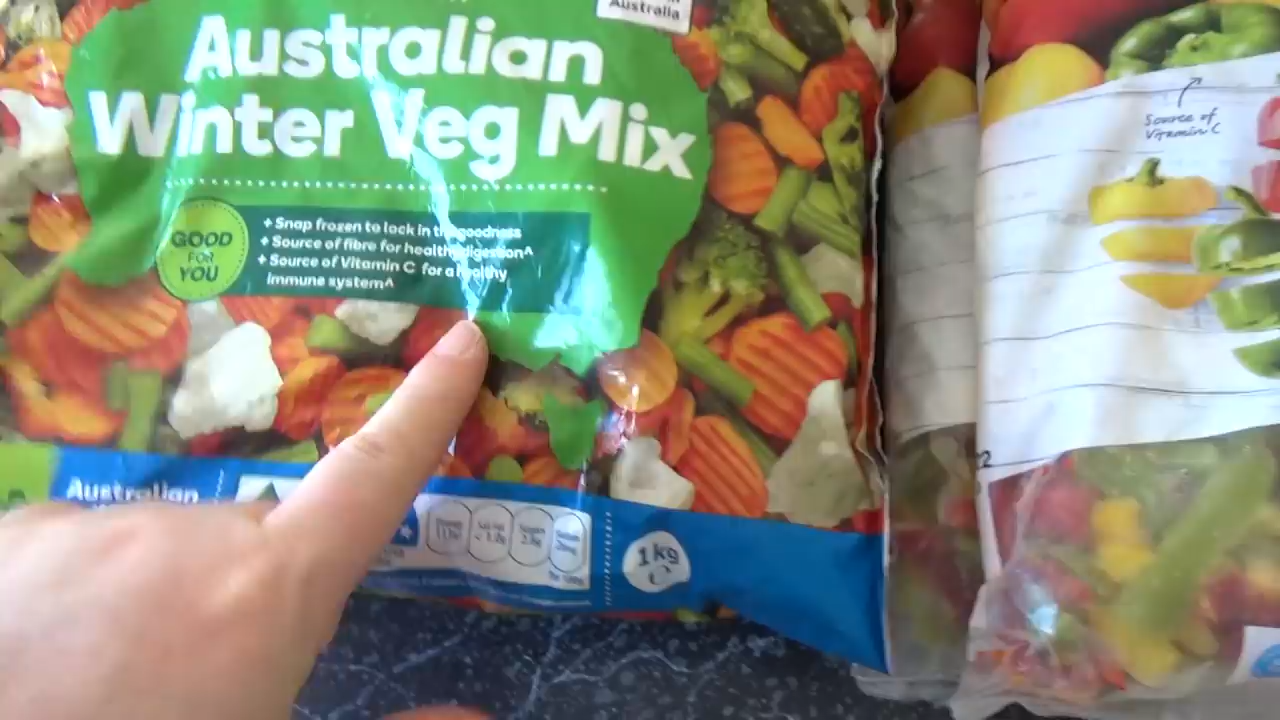 Australia
Australian
Winter Veg Mix
GOOD
FOR
YOU
+ Snap frozen to lock in the goodness
+ Source of fibre for healthy digestion^
+ Source of Vitamin C for a healthy
immune system^
Source of
Vitamin C
Australian
1kg